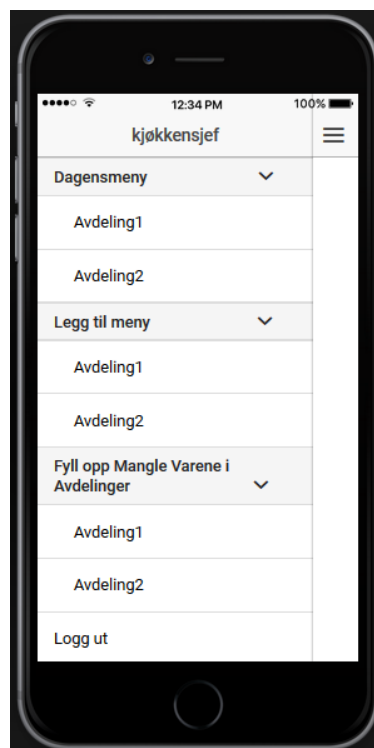 12:34 PM 100%
kjøkkensjef
Dagensmeny
Avdeling1
Avdeling2
Legg til meny
Avdeling1
Avdeling2
Fyll opp Mangle Varene i
Avdelinger
Avdeling1
Avdeling2
Logg ut